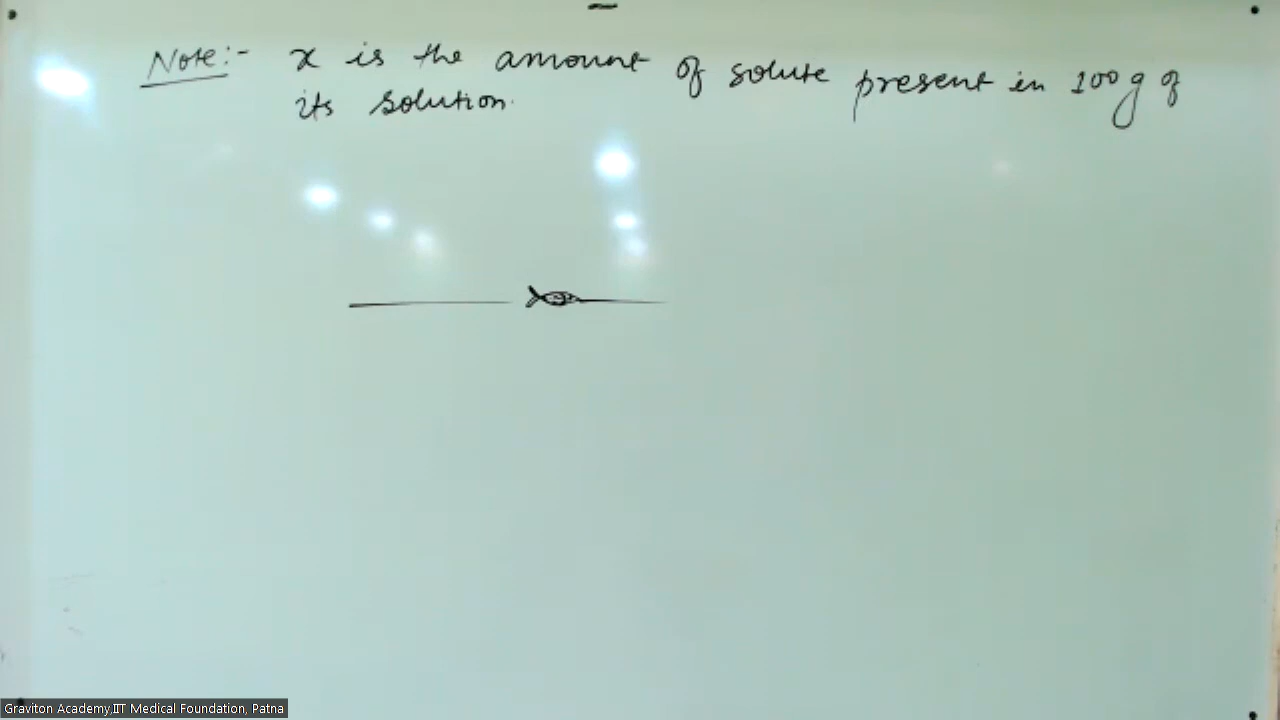 Note:- x is the amount of solute present in 100 g of
its solution.
Graviton Academy,IIT Medical Foundation, Patna